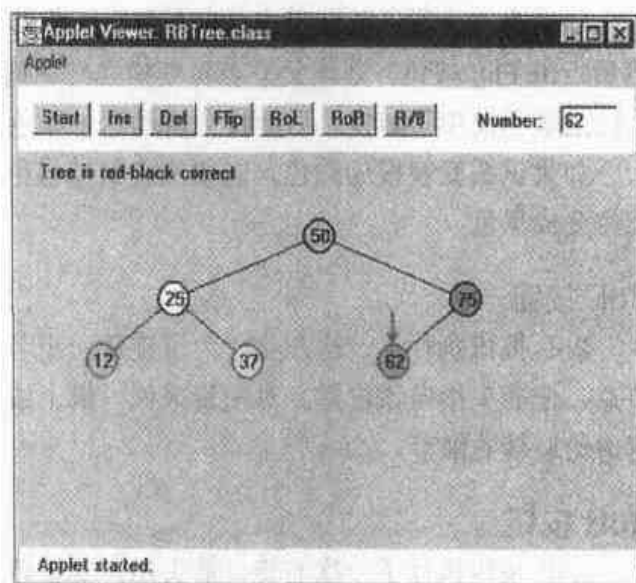 Applet Viewer: RBTree.class
Applet
Start Ins Del Flip RoL RoR R/B Number: 62
Tree is red-black correct
50
25 75
12 37 62
Applet started.